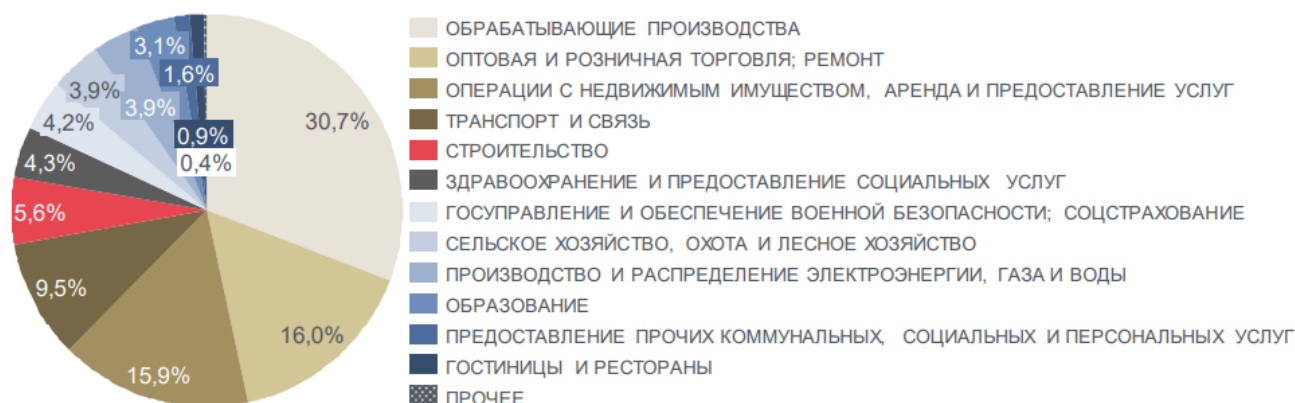 3,1%
1,6%
3,9%
3,9%
30,7%
4,2%
0,9%
0,4%
4,3%
5,6%
9,5%
16,0%
15,9%
ОБРАБАТЫВАЮЩИЕ ПРОИЗВОДСТВА
ОПТОВАЯ И РОЗНИЧНАЯ ТОРГОВЛЯ; РЕМОНТ
ОПЕРАЦИИ С НЕДВИЖИМЫМ ИМУЩЕСТВОМ, АРЕНДА И ПРЕДОСТАВЛЕНИЕ УСЛУГ
ТРАНСПОРТ И СВЯЗЬ
СТРОИТЕЛЬСТВО
ЗДРАВООХРАНЕНИЕ И ПРЕДОСТАВЛЕНИЕ СОЦИАЛЬНЫХ УСЛУГ
ГОСУПРАВЛЕНИЕ И ОБЕСПЕЧЕНИЕ ВОЕННОЙ БЕЗОПАСНОСТИ; СОЦСТРАХОВАНИЕ
СЕЛЬСКОЕ ХОЗЯЙСТВО, ОХОТА И ЛЕСНОЕ ХОЗЯЙСТВО
ПРОИЗВОДСТВО И РАСПРЕДЕЛЕНИЕ ЭЛЕКТРОЭНЕРГИИ, ГАЗА И ВОДЫ
ОБРАЗОВАНИЕ
ПРЕДОСТАВЛЕНИЕ ПРОЧИХ КОММУНАЛЬНЫХ, СОЦИАЛЬНЫХ И ПЕРСОНАЛЬНЫХ УСЛУГ
ГОСТИНИЦЫ И РЕСТОРАНЫ
ПРОЧЕЕ